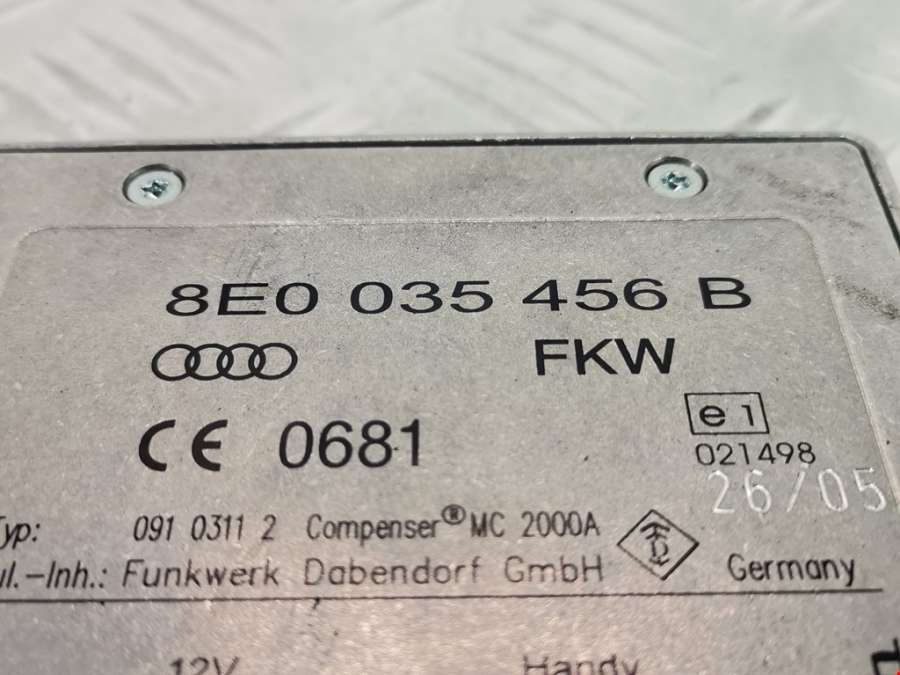 8E0 035 456 B
FKW
CE 0681
e1
021498
26/05
Typ: 091 0311 2 Compenser® MC 2000A
ul.-Inh.: Funkwerk Dabendorf GmbH Germany
12V Handy